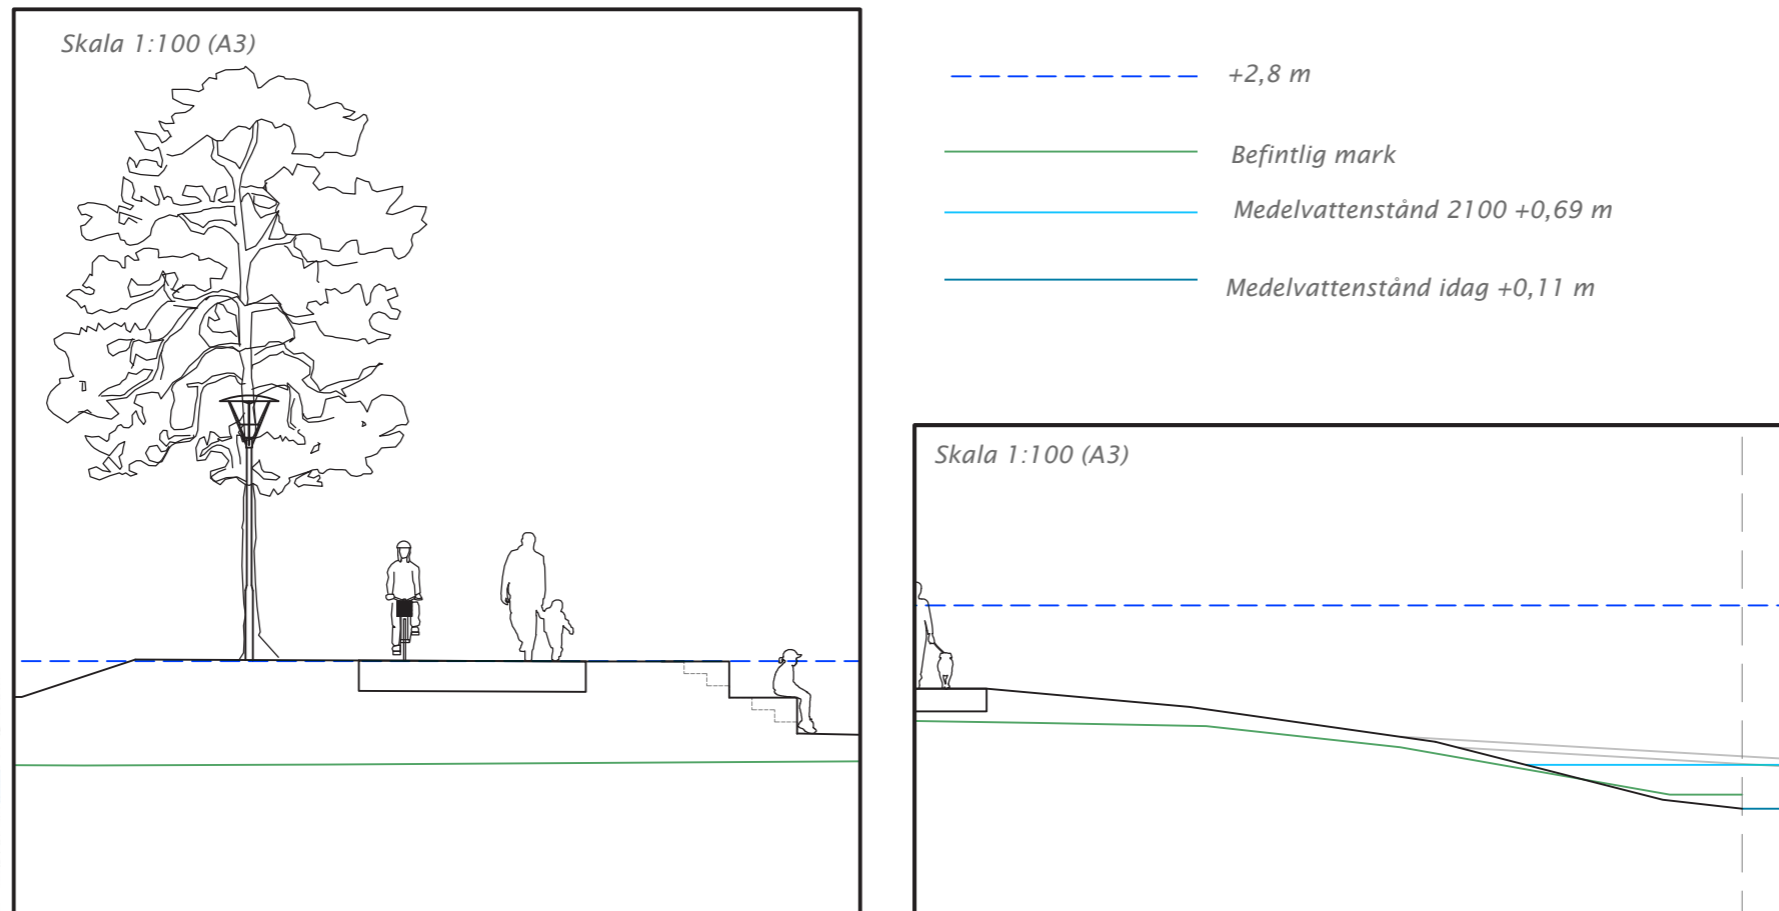 Skala 1:100 (A3)
+2,8 m
Befintlig mark
Medelvattenstånd 2100 +0,69 m
Medelvattenstånd idag +0,11 m
Skala 1:100 (A3)